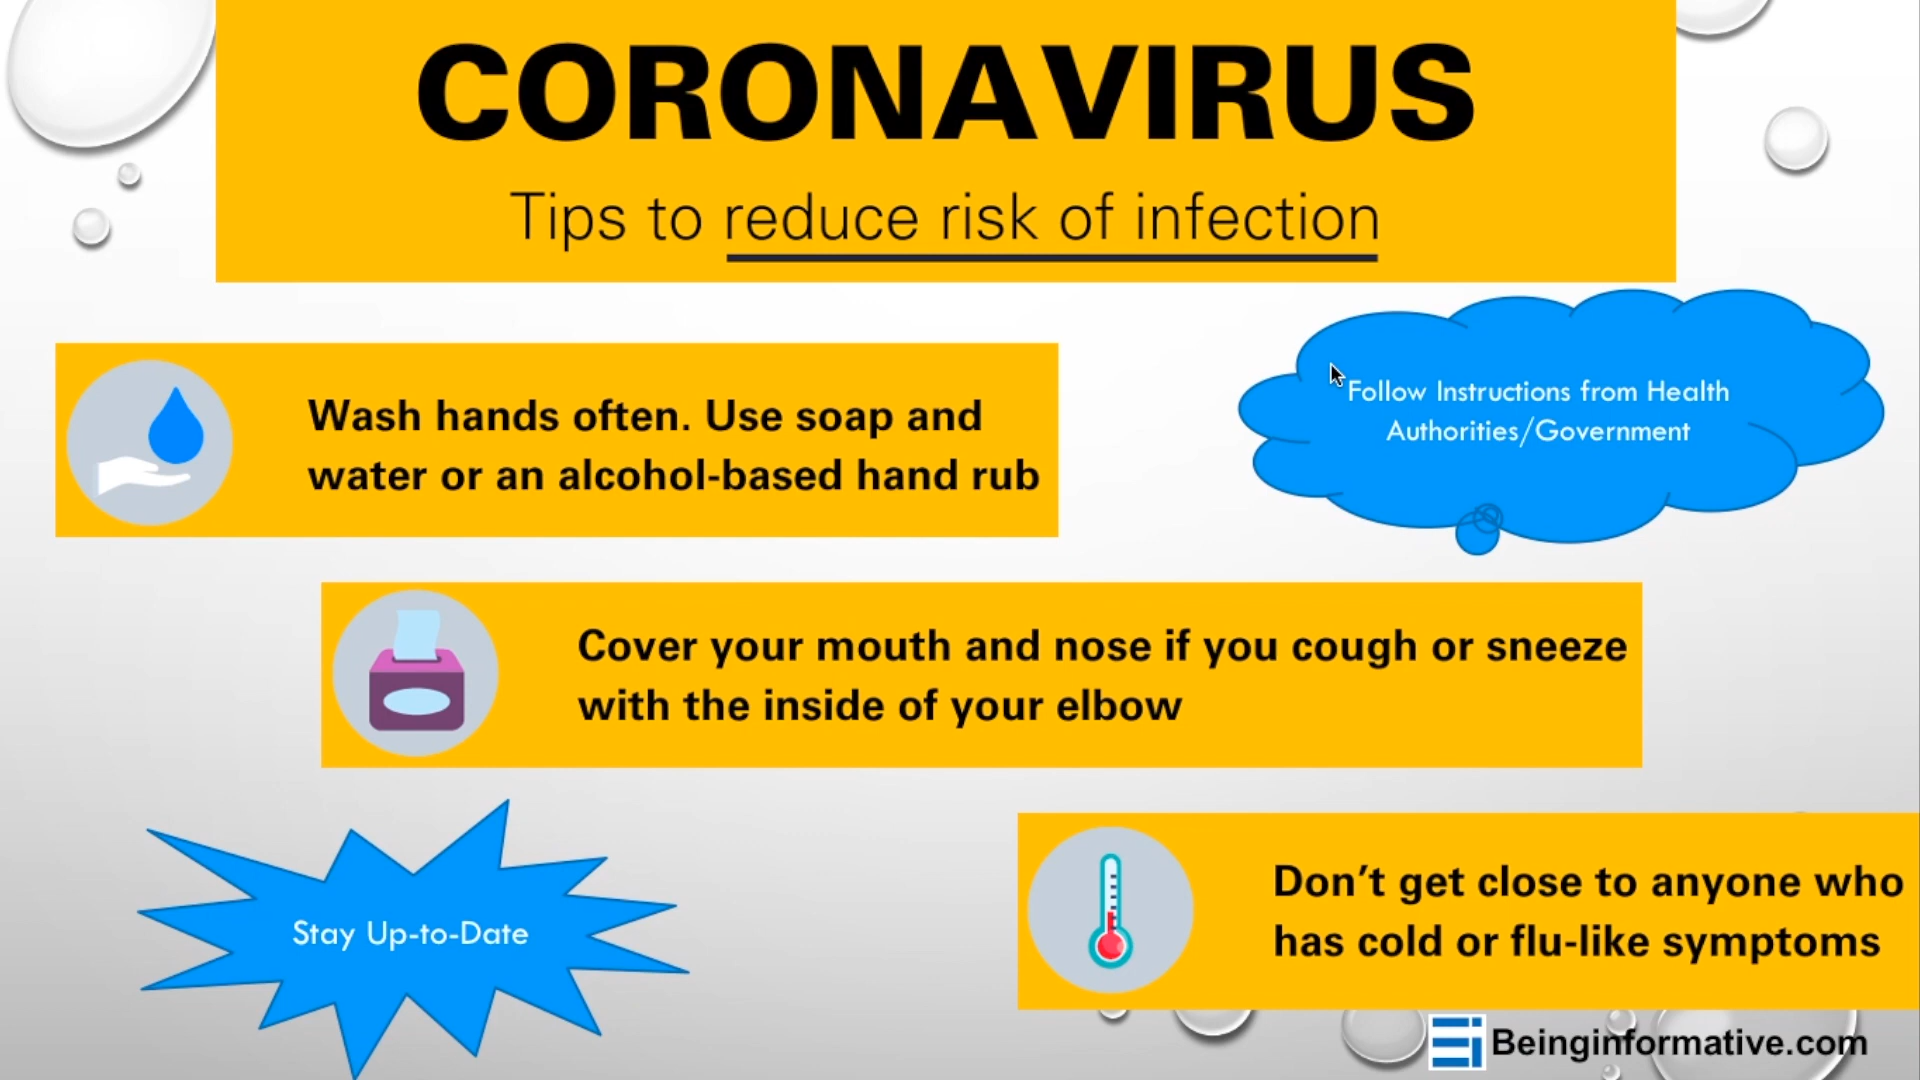 CORONAVIRUS
Tips to reduce risk of infection
Wash hands often. Use soap and
water or an alcohol-based hand rub
Follow Instructions from Health
Authorities/Government
Cover your mouth and nose if you cough or sneeze
with the inside of your elbow
Stay Up-to-Date
Don’t get close to anyone who
has cold or flu-like symptoms
Beinginformative.com